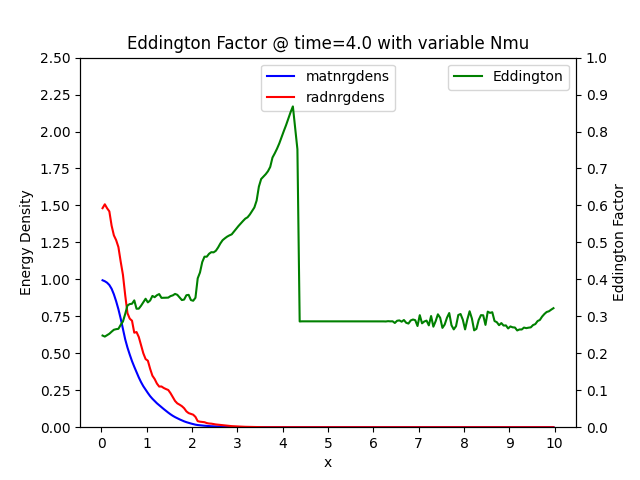 Eddington Factor @ time=4.0 with variable Nmu
matnrgdens
radnrgdens
Eddington
Energy Density
2.50
2.25
2.00
1.75
1.50
1.25
1.00
0.75
0.50
0.25
0.00
1.0
0.9
0.8
0.7
0.6
0.5
0.4
0.3
0.2
0.1
0.0
Eddington Factor
0 1 2 3 4 5 6 7 8 9 10
x